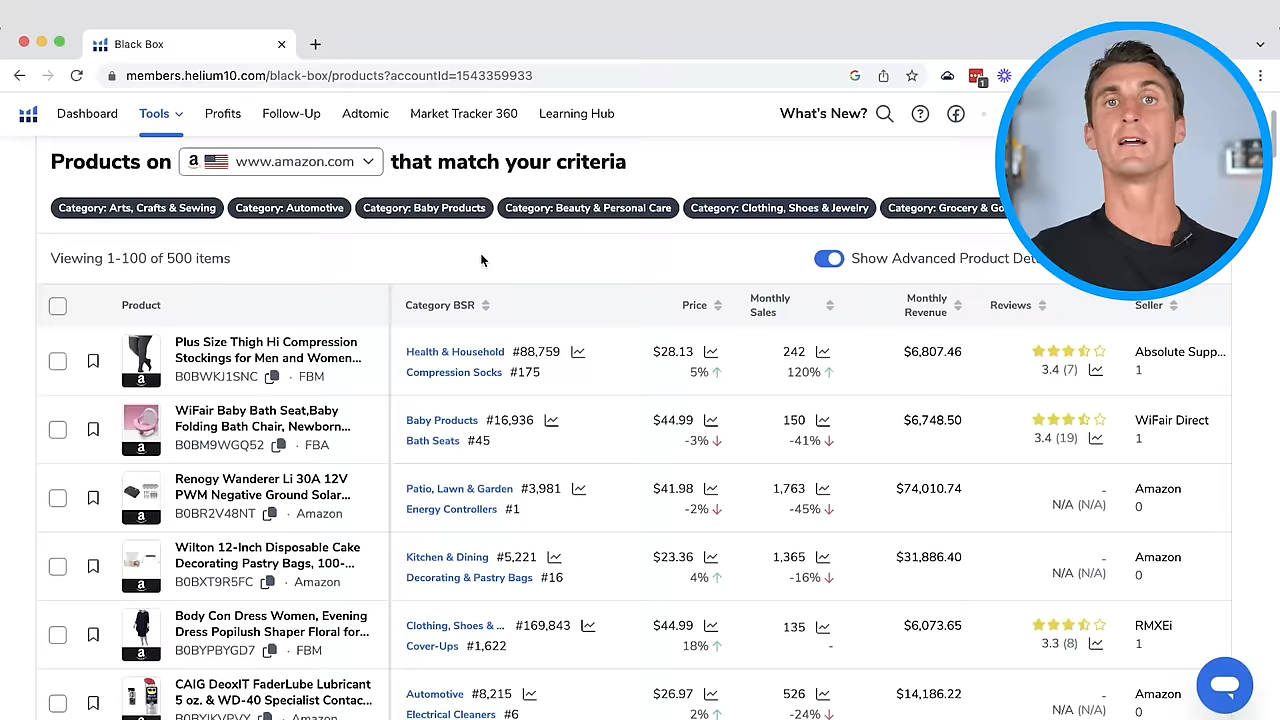 Black Box
members.helium10.com/black-box/products?accountId=1543359933
1
Dashboard Tools Profits Follow-Up Adtomic Market Tracker 360 Learning Hub What's New?
Products on a www.amazon.com that match your criteria
Category: Arts, Crafts & Sewing Category: Automotive Category: Baby Products Category: Beauty & Personal Care Category: Clothing, Shoes & Jewelry Category: Grocery & Go
Viewing 1-100 of 500 items Show Advanced Product
Product Category BSR Price Monthly Sales Monthly Revenue Reviews Seller
Plus Size Thigh Hi Compression
Stockings for Men and Women...
B0BWKJ1SNC · FBM
Health & Household #88,759 $28.13 242 $6,807.46 Absolute Supp...
Compression Socks #175 5% ↑ 120% ↑ 3.4 (7) 1
WiFair Baby Bath Seat,Baby
Folding Bath Chair, Newborn...
B0BM9WGQ52 · FBA
Baby Products #16,936 $44.99 150 $6,748.50 WiFair Direct
Bath Seats #45 -3% ↓ -41% ↓ 3.4 (19) 1
Renogy Wanderer Li 30A 12V
PWM Negative Ground Solar...
B0BR2V48NT · Amazon
Patio, Lawn & Garden #3,981 $41.98 1,763 $74,010.74 - Amazon
Energy Controllers #1 -2% ↓ -45% ↓ N/A (N/A) 0
Wilton 12-Inch Disposable Cake
Decorating Pastry Bags, 100-...
B0BXT9R5FC · Amazon
Kitchen & Dining #5,221 $23.36 1,365 $31,886.40 - Amazon
Decorating & Pastry Bags #16 4% ↑ -16% ↓ N/A (N/A) 0
Body Con Dress Women, Evening
Dress Popilush Shaper Floral for...
B0BYPBYGD7 · FBM
Clothing, Shoes & ... #169,843 $44.99 135 $6,073.65 RMXEi
Cover-Ups #1,622 18% ↑ - 3.3 (8) 1
CAIG DeoxIT FaderLube Lubricant
5 oz. & WD-40 Specialist Contac...
Amazon
Automotive #8,215 $26.97 526 $14,186.22 - Amazon
Electrical Cleaners #6 2% ↑ -24% ↓ N/A (N/A) 0